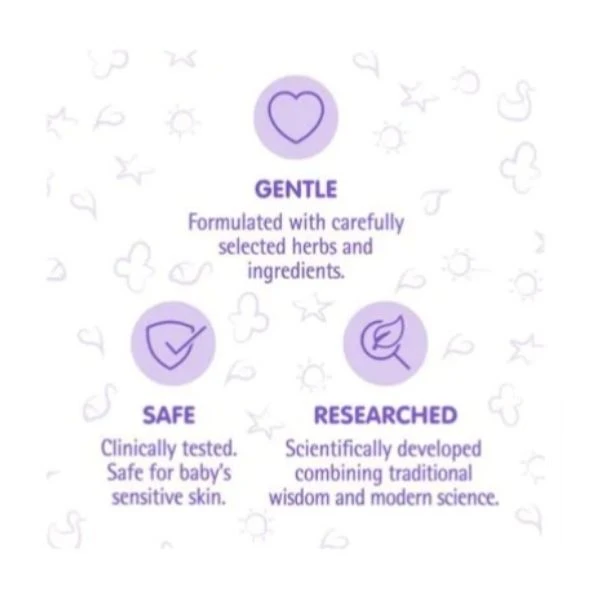 GENTLE
Formulated with carefully
selected herbs and
ingredients.
SAFE
Clinically tested.
Safe for baby's
sensitive skin.
RESEARCHED
Scientifically developed
combining traditional
wisdom and modern science.